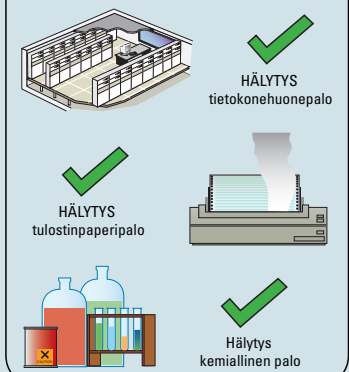 HÄLYTYS
tietokonehuonepalo
HÄLYTYS
tulostinpaperipalo
Hälytys
kemiallinen palo